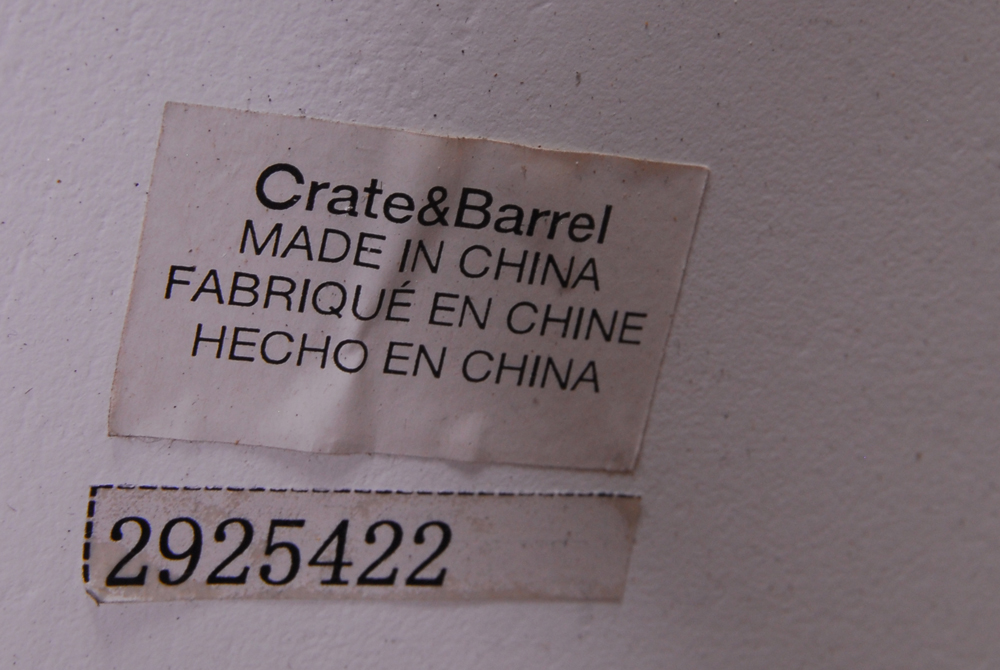 Crate&Barrel
MADE IN CHINA
FABRIQUÉ EN CHINE
HECHO EN CHINA
2925422